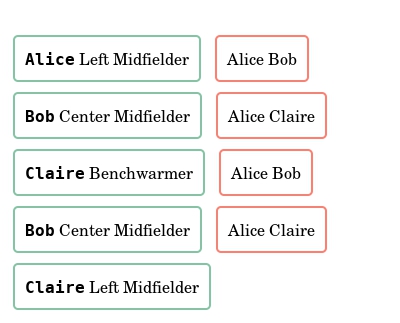 Alice Left Midfielder Alice Bob
Bob Center Midfielder Alice Claire
Claire Benchwarmer Alice Bob
Bob Center Midfielder Alice Claire
Claire Left Midfielder